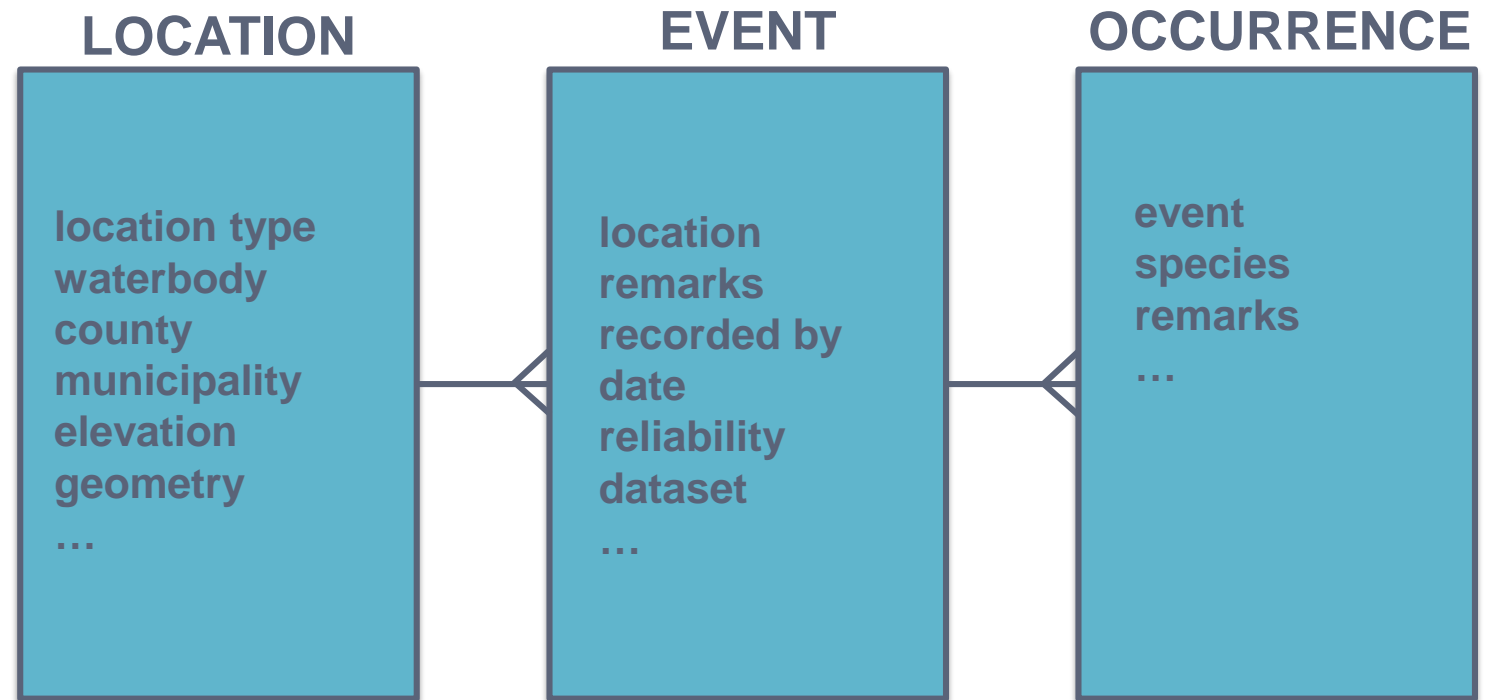 LOCATION
location type
waterbody
county
municipality
elevation
geometry
…
EVENT
location
remarks
recorded by
date
reliability
dataset
…
OCCURRENCE
event
species
remarks
…